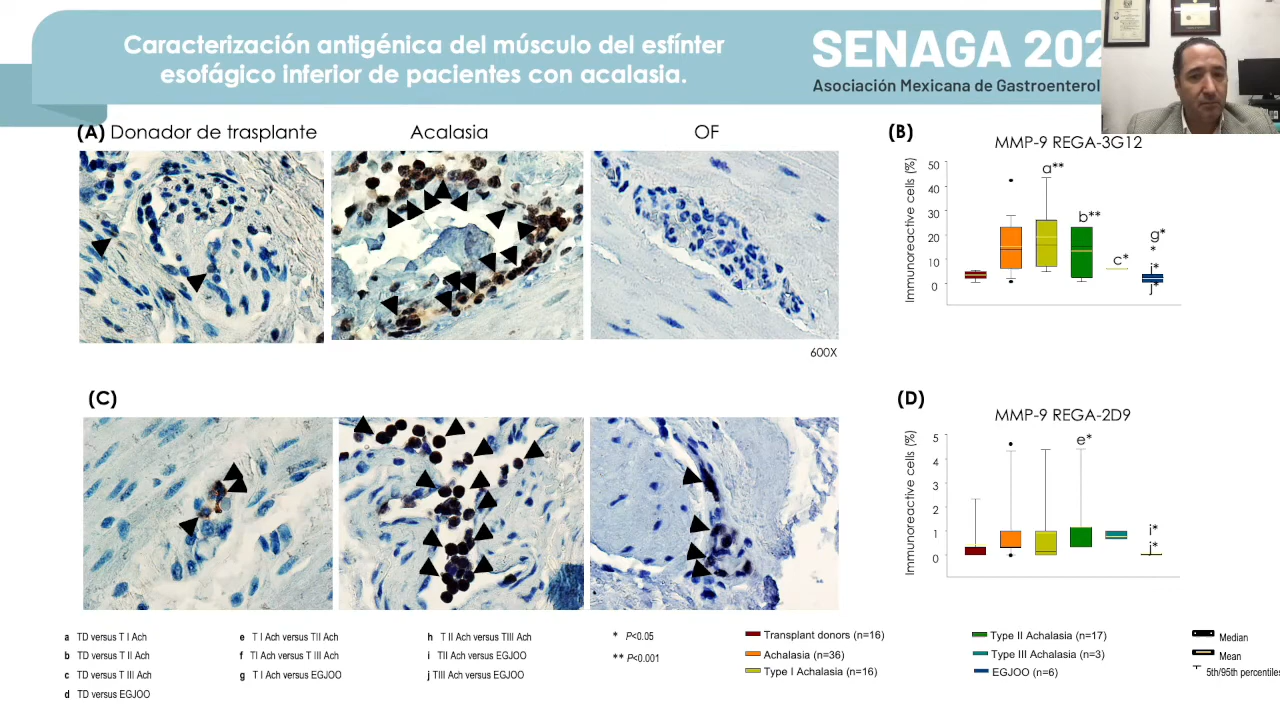 Caracterización antigénica del músculo del esfínter
esofágico inferior de pacientes con acalasia.
SENAGA 202
Asociación Mexicana de Gastroenterol
(A) Donador de trasplante
Acalasia
OF
600X
(B)
MMP-9 REGA-3G12
Immunoreactive cells (%)
50
40
30
20
10
0
a**
b**
c*
g*
*
i*
j*
(C)
(D)
MMP-9 REGA-2D9
Immunoreactive cells (%)
5
4
3
2
1
0
e*
i*
j*
a TD versus T I Ach
b TD versus T II Ach
c TD versus T III Ach
d TD versus EGJOO
e T I Ach versus TII Ach
f TI Ach versus T III Ach
g T I Ach versus EGJOO
h T II Ach versus TIII Ach
i TII Ach versus EGJOO
j TIII Ach versus EGJOO
* P<0.05
** P<0.001
Transplant donors (n=16)
Achalasia (n=36)
Type I Achalasia (n=16)
Type II Achalasia (n=17)
Type III Achalasia (n=3)
EGJOO (n=6)
Median
Mean
5th/95th percentiles